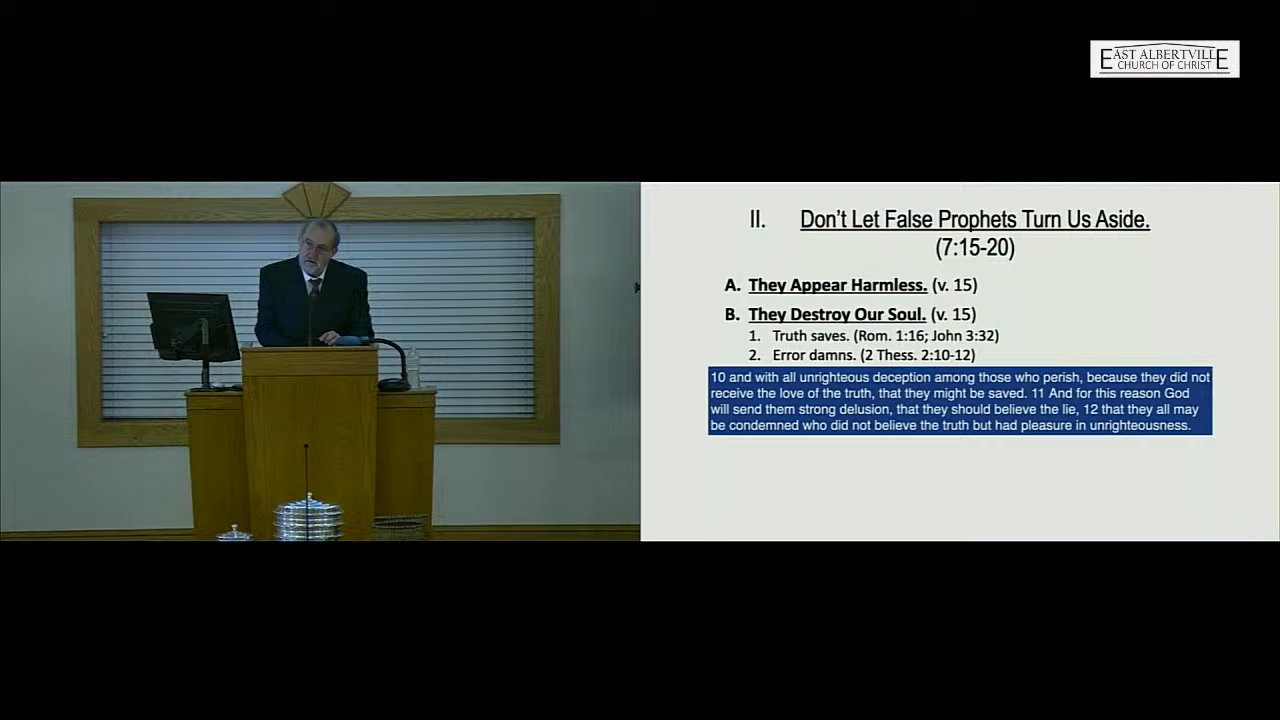 EAST ALBERTVILLE
CHURCH OF CHRIST
II. Don't Let False Prophets Turn Us Aside.
(7:15-20)
A. They Appear Harmless. (v. 15)
B. They Destroy Our Soul. (v. 15)
1. Truth saves. (Rom. 1:16; John 3:32)
2. Error damns. (2 Thess. 2:10-12)
10 and with all unrighteous deception among those who perish, because they did not
receive the love of the truth, that they might be saved. 11 And for this reason God
will send them strong delusion, that they should believe the lie, 12 that they all may
be condemned who did not believe the truth but had pleasure in unrighteousness.